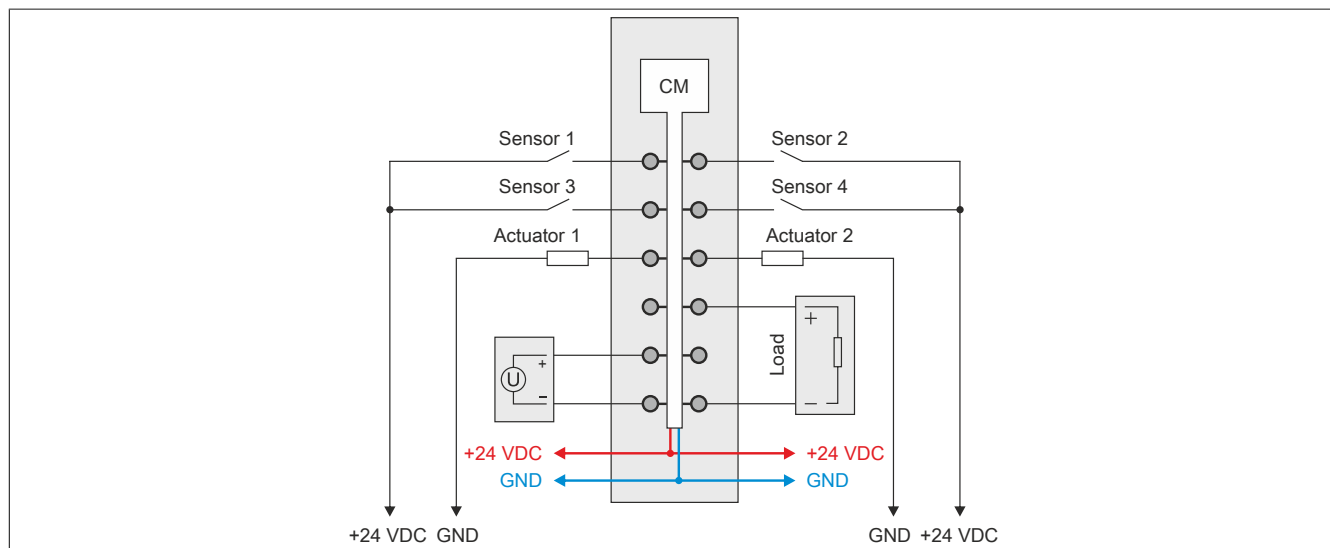 CM
Sensor 1 Sensor 2
Sensor 3 Sensor 4
Actuator 1 Actuator 2
+ +
Load
U
− −
+24 VDC +24 VDC
GND GND
+24 VDC GND GND +24 VDC